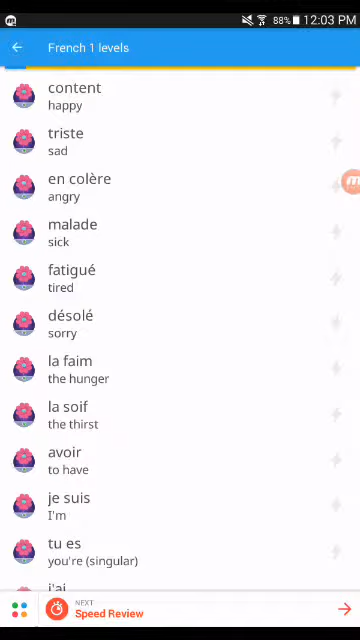 88% 12:03 PM
French 1 levels
content
happy
triste
sad
en colère
angry
malade
sick
fatigué
tired
désolé
sorry
la faim
the hunger
la soif
the thirst
avoir
to have
je suis
I'm
tu es
you're (singular)
j'ai
NEXT
Speed Review